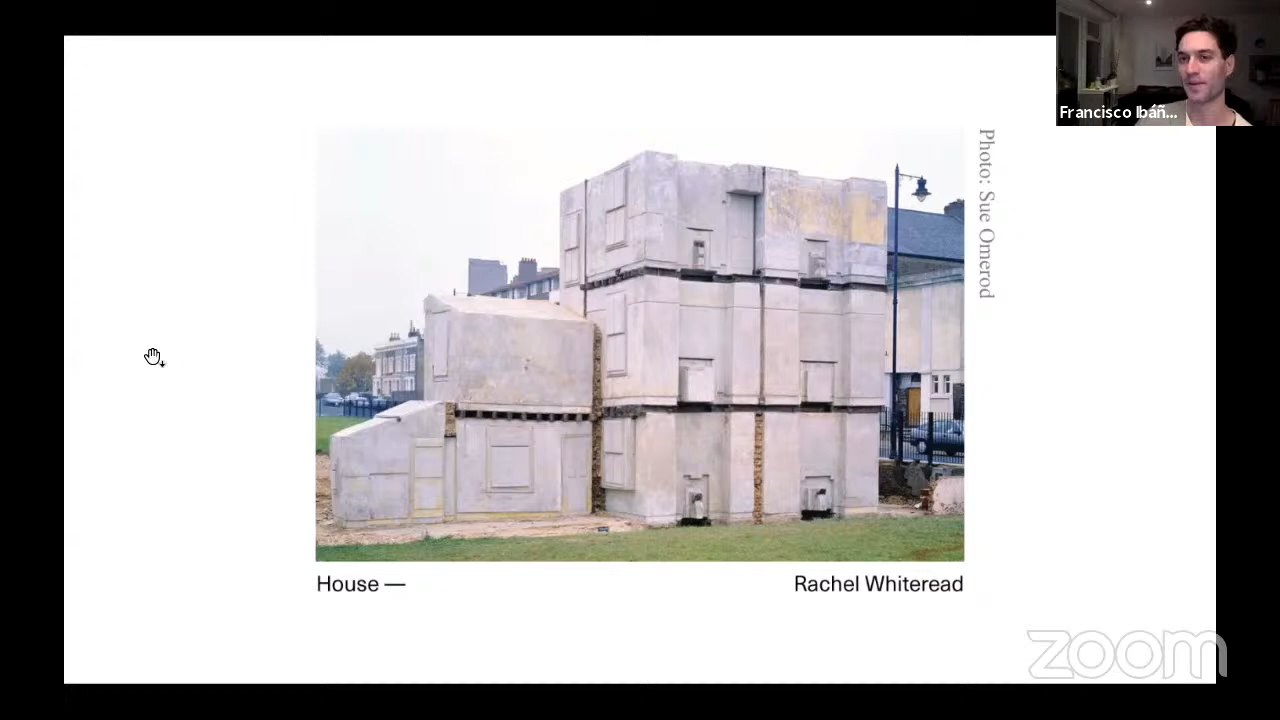 Francisco Ibáñ...
Photo: Sue Omerod
House —
Rachel Whiteread
zoom